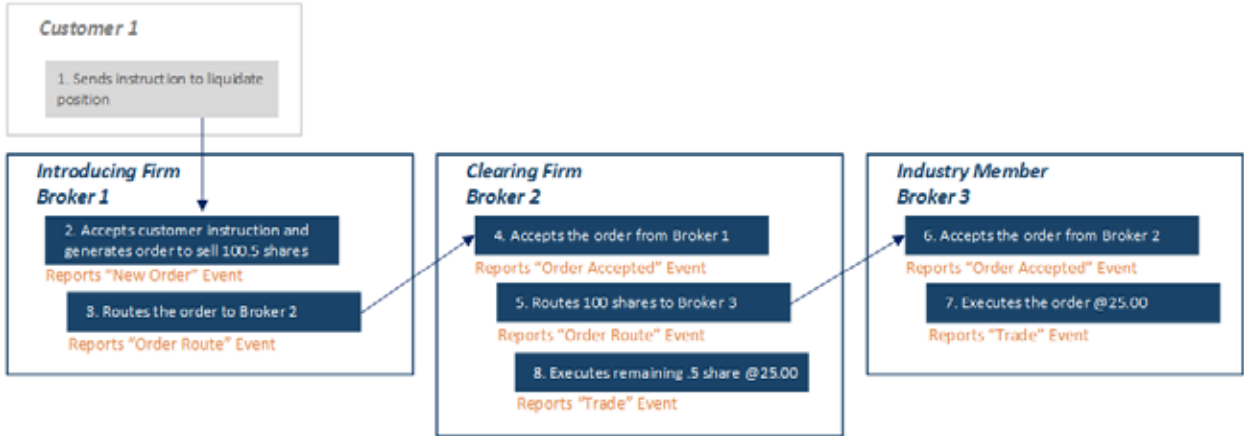 Customer 1
1. Sends instruction to liquidate
position
Introducing Firm
Broker 1
2. Accepts customer instruction and
generates order to sell 100.5 shares
Reports “New Order” Event
3. Routes the order to Broker 2
Reports “Order Route” Event
Clearing Firm
Broker 2
4. Accepts the order from Broker 1
Reports “Order Accepted” Event
5. Routes 100 shares to Broker 3
Reports “Order Route” Event
8. Executes remaining .5 share @25.00
Reports “Trade” Event
Industry Member
Broker 3
6. Accepts the order from Broker 2
Reports “Order Accepted” Event
7. Executes the order @25.00
Reports “Trade” Event